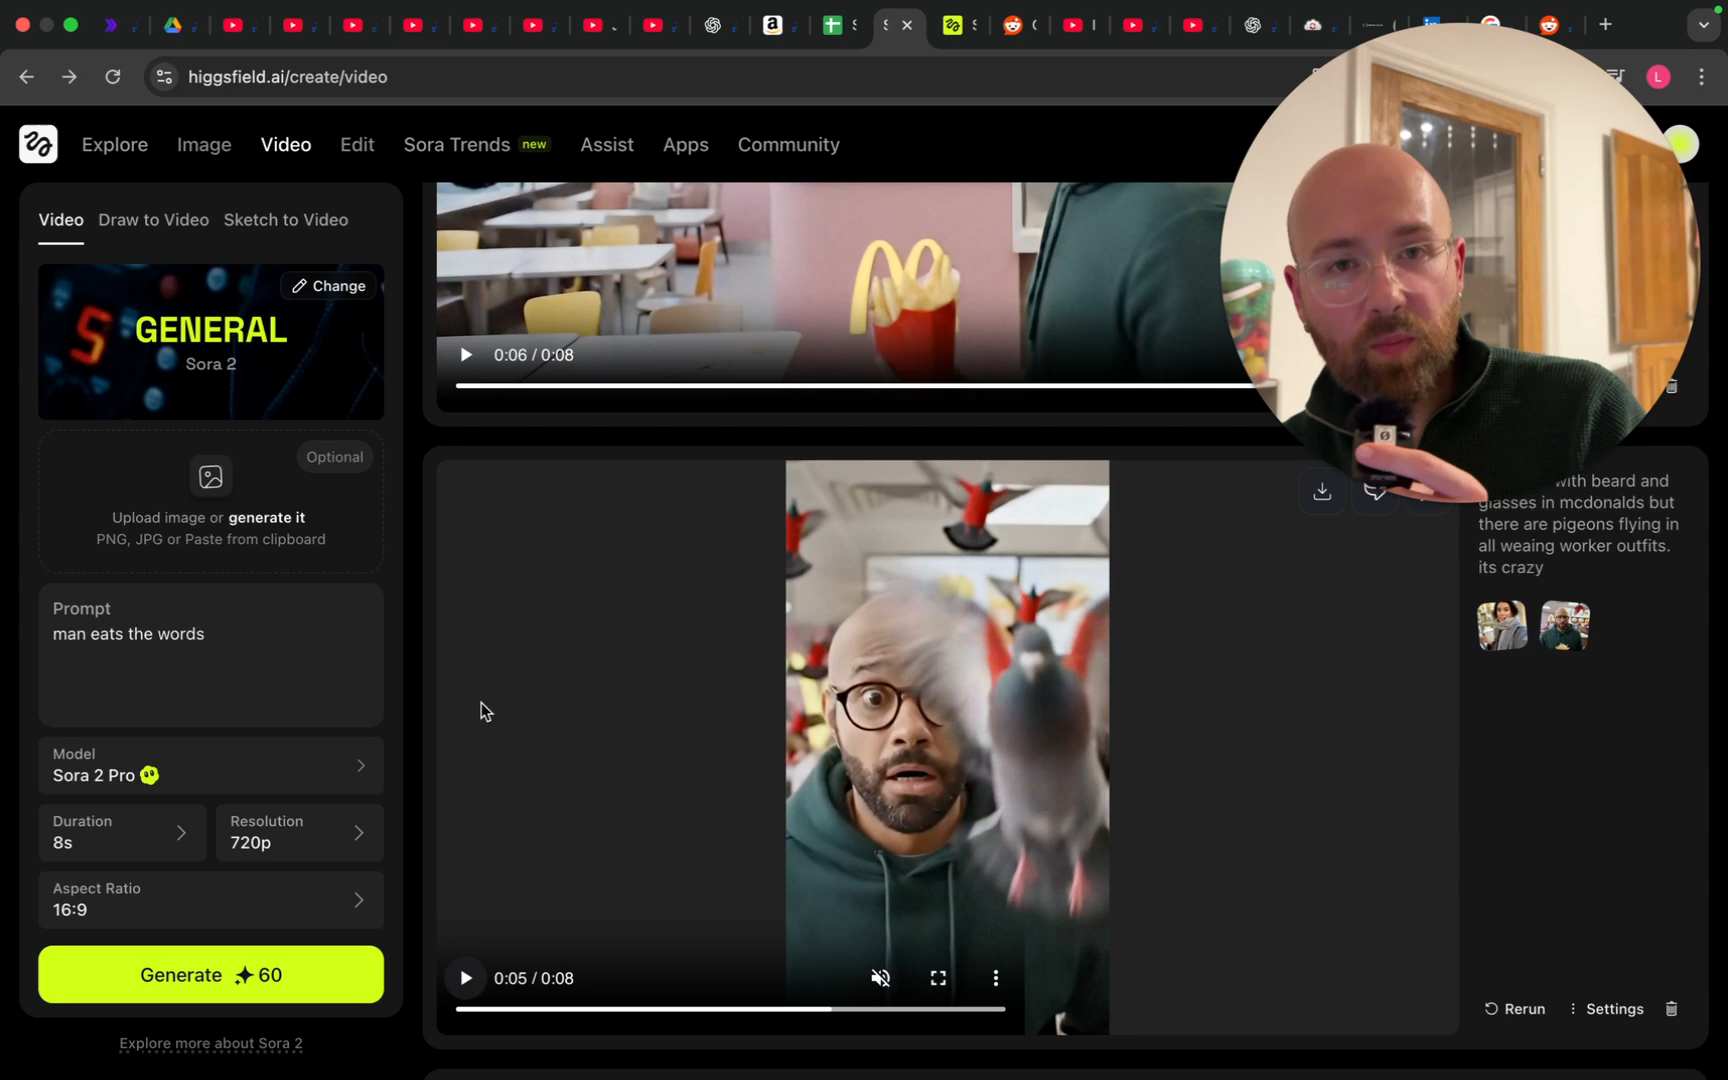 higgsfield.ai/create/video
L
Explore
Image
Video
Edit
Sora Trends new
Assist
Apps
Community
Video
Draw to Video
Sketch to Video
Change
GENERAL
Sora 2
Optional
Upload image or generate it
PNG, JPG or Paste from clipboard
Prompt
man eats the words
Model
Sora 2 Pro
Duration
8s
Resolution
720p
Aspect Ratio
16:9
Generate 60
Explore more about Sora 2
0:06 / 0:08
0:05 / 0:08
with beard and
glasses in mcdonalds but
there are pigeons flying in
all weaing worker outfits.
its crazy
Rerun
Settings